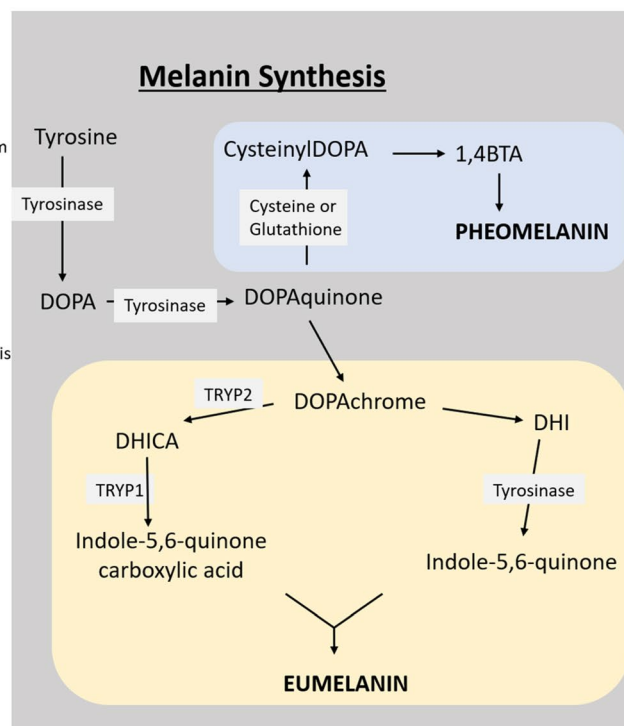 Melanin Synthesis
m
Tyrosine
CysteinylDOPA
1,4BTA
Tyrosinase
Cysteine or
Glutathione
PHEOMELANIN
DOPA
Tyrosinase
DOPAquinone
is
TRYP2
DOPAchrome
DHICA
DHI
TRYP1
Tyrosinase
Indole-5,6-quinone
carboxylic acid
Indole-5,6-quinone
EUMELANIN